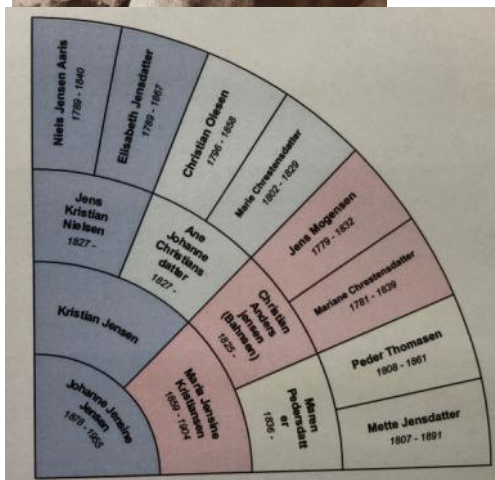 Niels Jensen Aaris
1789 - 1840
Elisabeth Jensdatter
1789 - 1867
Christian Olesen
1796 - 1858
Marie Chrestensdatter
1802 - 1829
Jens Mogensen
1779 - 1832
Mariane Chrestensdatter
1781 - 1839
Peder Thomasen
1808 - 1861
Mette Jensdatter
1807 - 1891
Jens
Kristian
Nielsen
1827 -
Ane
Johanne
Christians
datter
1827 -
Christian
Anders
jensen
(Bahnsen)
1825 -
Maren
Pedersdatt
er
1836 -
Kristian Jensen
Maria Jensine
Kristiansen
1859 - 1904
Johanne Jensine
Jensen
1878 - 1955